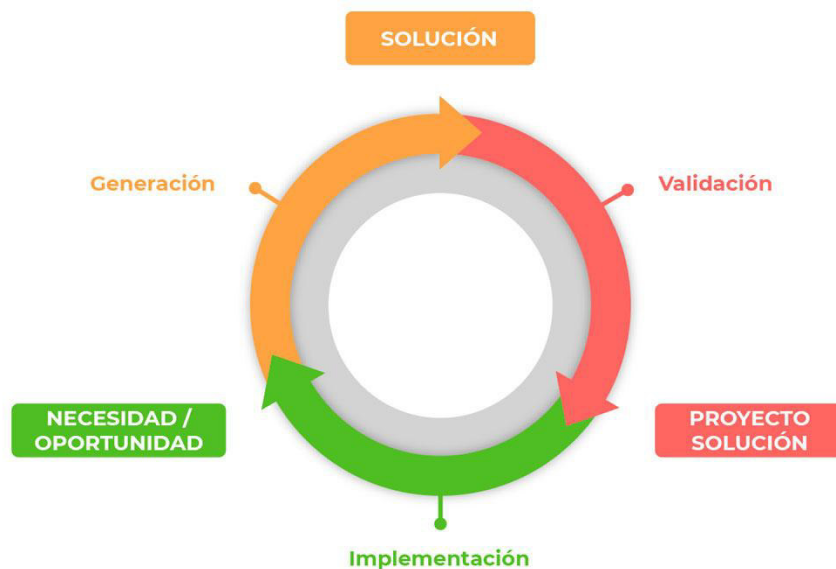 SOLUCIÓN
Generación
Validación
NECESIDAD /
OPORTUNIDAD
PROYECTO
SOLUCIÓN
Implementación